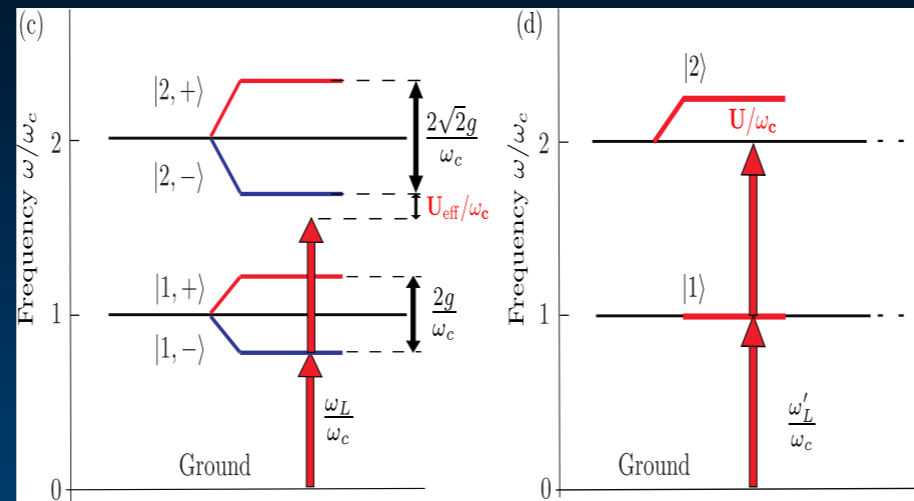 (c)
Frequency ω/ω_c
2
1
0
|2,+⟩
|2,−⟩
|1,+⟩
|1,−⟩
2√2g/ω_c
U_eff/ω_c
2g/ω_c
ω_L/ω_c
Ground
(d)
Frequency ω/ω_c
2
1
0
|2⟩
U/ω_c
|1⟩
ω′_L/ω_c
Ground